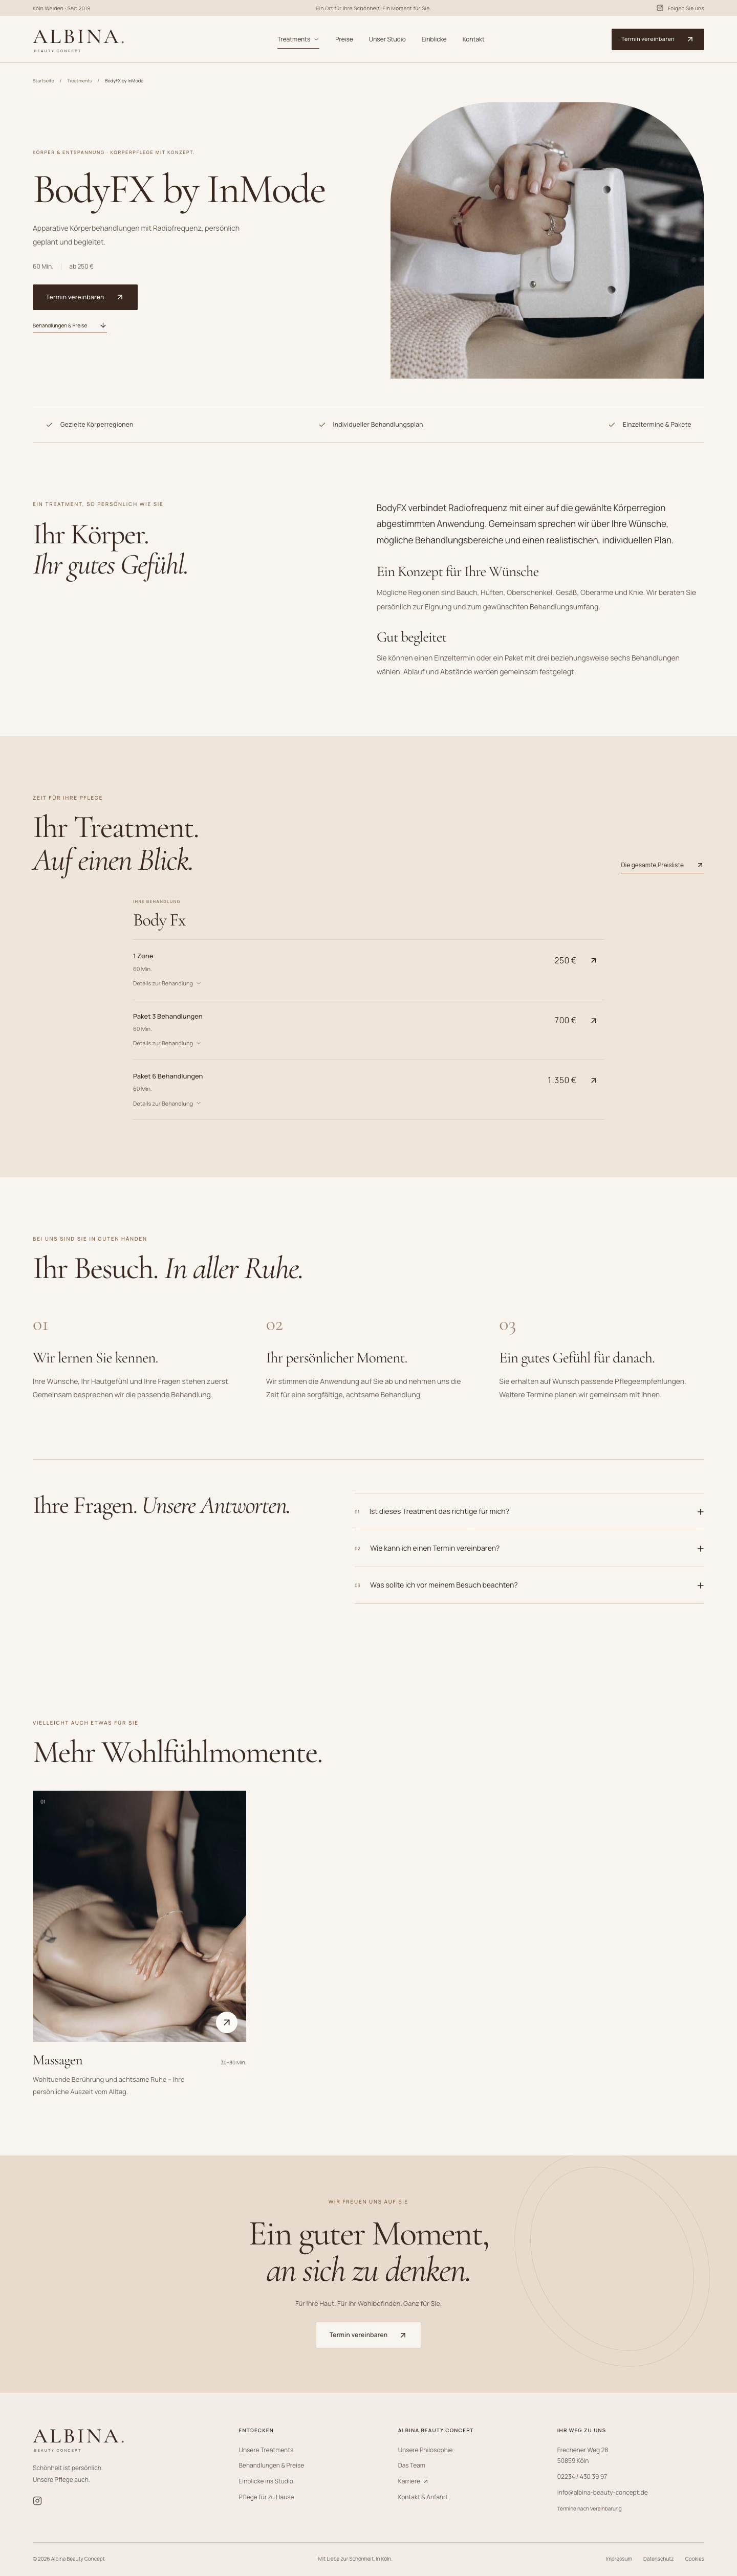 Köln Weiden · Seit 2019
Ein Ort für Ihre Schönheit. Ein Moment für Sie.
Folgen Sie uns
ALBINA.
BEAUTY CONCEPT
Treatments
Preise
Unser Studio
Einblicke
Kontakt
Termin vereinbaren
Startseite / Treatments / BodyFX by InMode
KÖRPER & ENTSPANNUNG · KÖRPERPFLEGE MIT KONZEPT
BodyFX by InMode
Apparative Körperbehandlungen mit Radiofrequenz, persönlich
geplant und begleitet.
60 Min. | ab 250 €
Termin vereinbaren
Behandlungen & Preise
Gezielte Körperregionen
Individueller Behandlungsplan
Einzeltermine & Pakete
EIN TREATMENT, SO PERSÖNLICH WIE SIE
Ihr Körper.
Ihr gutes Gefühl.
BodyFX verbindet Radiofrequenz mit einer auf die gewählte Körperregion
abgestimmten Anwendung. Gemeinsam sprechen wir über Ihre Wünsche,
mögliche Behandlungsbereiche und einen realistischen, individuellen Plan.
Ein Konzept für Ihre Wünsche
Mögliche Regionen sind Bauch, Hüften, Oberschenkel, Gesäß, Oberarme und Knie. Wir beraten Sie
persönlich zur Eignung und zum gewünschten Behandlungsumfang.
Gut begleitet
Sie können einen Einzeltermin oder ein Paket mit drei beziehungsweise sechs Behandlungen
wählen. Ablauf und Abstände werden gemeinsam festgelegt.
ZEIT FÜR IHRE PFLEGE
Ihr Treatment.
Auf einen Blick.
Die gesamte Preisliste
IHRE BEHANDLUNG
Body Fx
1 Zone
60 Min.
Details zur Behandlung
250 €
Paket 3 Behandlungen
60 Min.
Details zur Behandlung
700 €
Paket 6 Behandlungen
60 Min.
Details zur Behandlung
1.350 €
BEI UNS SIND SIE IN GUTEN HÄNDEN
Ihr Besuch. In aller Ruhe.
01
Wir lernen Sie kennen.
Ihre Wünsche, Ihr Hautgefühl und Ihre Fragen stehen zuerst.
Gemeinsam besprechen wir die passende Behandlung.
02
Ihr persönlicher Moment.
Wir stimmen die Anwendung auf Sie ab und nehmen uns die
Zeit für eine sorgfältige, achtsame Behandlung.
03
Ein gutes Gefühl für danach.
Sie erhalten auf Wunsch passende Pflegeempfehlungen.
Weitere Termine planen wir gemeinsam mit Ihnen.
Ihre Fragen. Unsere Antworten.
01 Ist dieses Treatment das richtige für mich?
02 Wie kann ich einen Termin vereinbaren?
03 Was sollte ich vor meinem Besuch beachten?
VIELLEICHT AUCH ETWAS FÜR SIE
Mehr Wohlfühlmomente.
01
Massagen
30–80 Min.
Wohltuende Berührung und achtsame Ruhe – Ihre
persönliche Auszeit vom Alltag.
WIR FREUEN UNS AUF SIE
Ein guter Moment,
an sich zu denken.
Für Ihre Haut. Für Ihr Wohlbefinden. Ganz für Sie.
Termin vereinbaren
ALBINA.
BEAUTY CONCEPT
Schönheit ist persönlich.
Unsere Pflege auch.
ENTDECKEN
Unsere Treatments
Behandlungen & Preise
Einblicke ins Studio
Pflege für zu Hause
ALBINA BEAUTY CONCEPT
Unsere Philosophie
Das Team
Karriere
Kontakt & Anfahrt
IHR WEG ZU UNS
Frechener Weg 28
50859 Köln
02234 / 430 39 97
info@albina-beauty-concept.de
Termine nach Vereinbarung
© 2026 Albina Beauty Concept
Mit Liebe zur Schönheit. In Köln.
Impressum
Datenschutz
Cookies